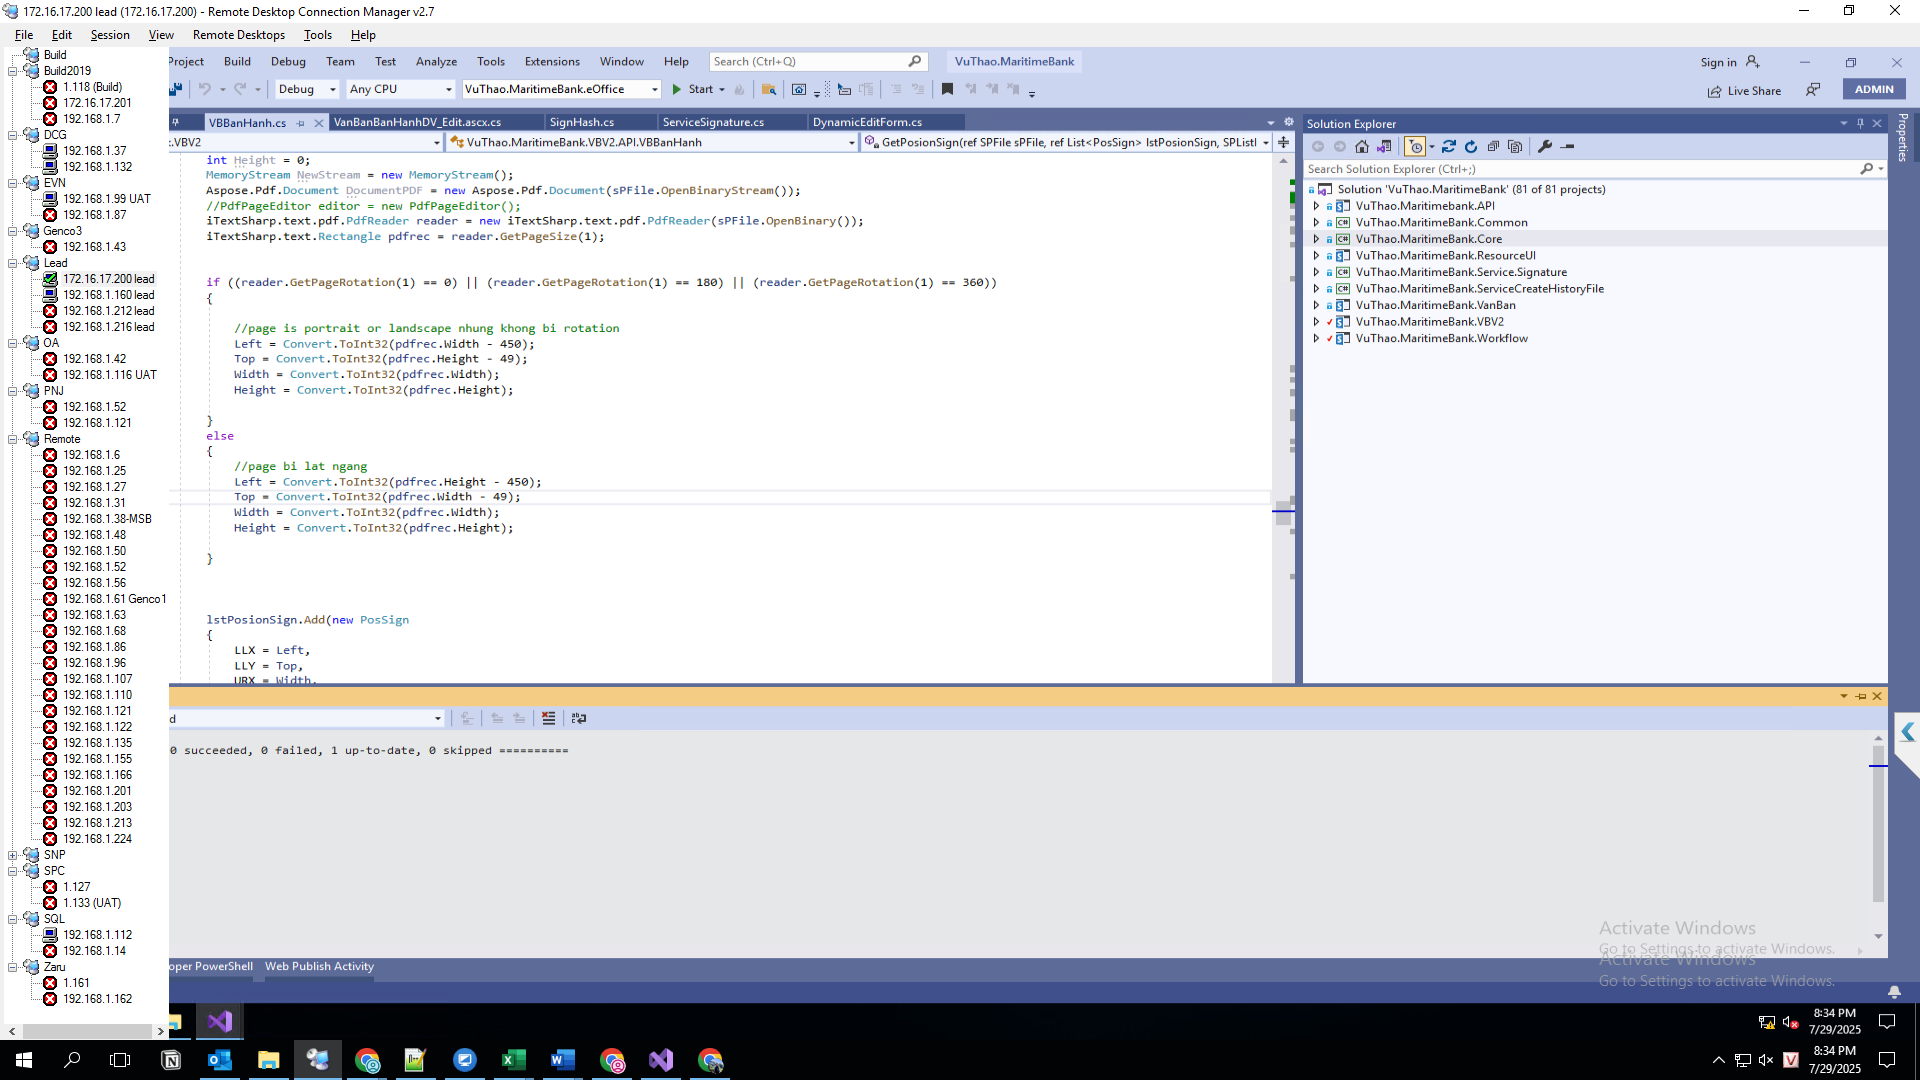 172.16.17.200 lead (172.16.17.200) - Remote Desktop Connection Manager v2.7
File Edit Session View Remote Desktops Tools Help
Build
Build2019
1.118 (Build)
172.16.17.201
192.168.1.7
DCG
192.168.1.37
192.168.1.132
EVN
192.168.1.99 UAT
192.168.1.87
Genco3
192.168.1.43
Lead
172.16.17.200 lead
192.168.1.160 lead
192.168.1.212 lead
192.168.1.216 lead
OA
192.168.1.42
192.168.1.116 UAT
PNJ
192.168.1.52
192.168.1.121
Remote
192.168.1.6
192.168.1.25
192.168.1.27
192.168.1.31
192.168.1.38-MSB
192.168.1.48
192.168.1.50
192.168.1.52
192.168.1.56
192.168.1.61 Genco1
192.168.1.63
192.168.1.68
192.168.1.86
192.168.1.96
192.168.1.107
192.168.1.110
192.168.1.121
192.168.1.122
192.168.1.135
192.168.1.155
192.168.1.166
192.168.1.201
192.168.1.203
192.168.1.213
192.168.1.224
SNP
SPC
1.127
1.133 (UAT)
SQL
192.168.1.112
192.168.1.14
Zaru
1.161
192.168.1.162
Project Build Debug Team Test Analyze Tools Extensions Window Help Search (Ctrl+Q) VuThao.MaritimeBank Sign in
Debug Any CPU VuThao.MaritimeBank.eOffice Start Live Share ADMIN
VBBanHanh.cs VanBanBanHanhDV_Edit.ascx.cs SignHash.cs ServiceSignature.cs DynamicEditForm.cs
:.VBV2 VuThao.MaritimeBank.VBV2.API.VBBanHanh GetPosionSign(ref SPFile sPFile, ref List<PosSign> lstPosionSign, SPListI
int Height = 0;
MemoryStream NewStream = new MemoryStream();
Aspose.Pdf.Document DocumentPDF = new Aspose.Pdf.Document(sPFile.OpenBinaryStream());
//PdfPageEditor editor = new PdfPageEditor();
iTextSharp.text.pdf.PdfReader reader = new iTextSharp.text.pdf.PdfReader(sPFile.OpenBinary());
iTextSharp.text.Rectangle pdfrec = reader.GetPageSize(1);
if ((reader.GetPageRotation(1) == 0) || (reader.GetPageRotation(1) == 180) || (reader.GetPageRotation(1) == 360))
{
//page is portrait or landscape nhung khong bi rotation
Left = Convert.ToInt32(pdfrec.Width - 450);
Top = Convert.ToInt32(pdfrec.Height - 49);
Width = Convert.ToInt32(pdfrec.Width);
Height = Convert.ToInt32(pdfrec.Height);
}
else
{
//page bi lat ngang
Left = Convert.ToInt32(pdfrec.Height - 450);
Top = Convert.ToInt32(pdfrec.Width - 49);
Width = Convert.ToInt32(pdfrec.Width);
Height = Convert.ToInt32(pdfrec.Height);
}
lstPosionSign.Add(new PosSign
{
LLX = Left,
LLY = Top,
URX = Width,
Solution Explorer
Search Solution Explorer (Ctrl+;)
Solution 'VuThao.MaritimeBank' (81 of 81 projects)
VuThao.Maritimebank.API
VuThao.MaritimeBank.Common
VuThao.MaritimeBank.Core
VuThao.MaritimeBank.ResourceUI
VuThao.MaritimeBank.Service.Signature
VuThao.MaritimeBank.ServiceCreateHistoryFile
VuThao.MaritimeBank.VanBan
VuThao.MaritimeBank.VBV2
VuThao.MaritimeBank.Workflow
Properties
d
0 succeeded, 0 failed, 1 up-to-date, 0 skipped ==========
Activate Windows
Go to Settings to activate Windows.
Activate Windows
Go to Settings to activate Windows.
oper PowerShell Web Publish Activity
8:34 PM
7/29/2025
8:34 PM
7/29/2025